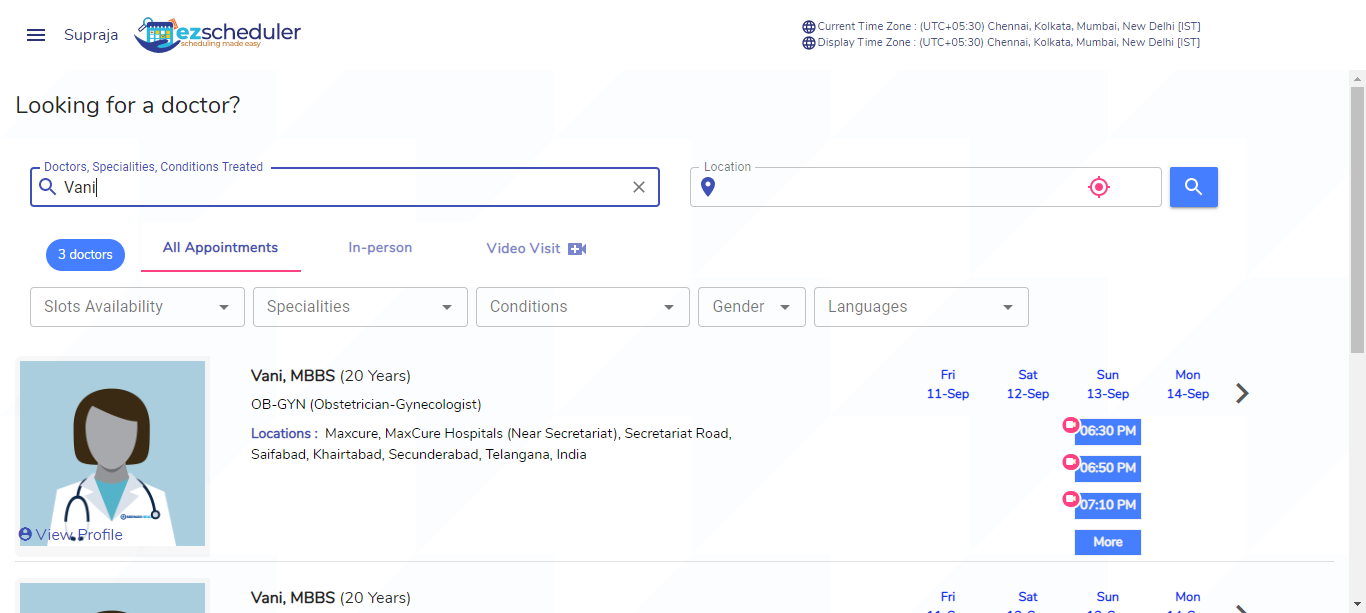 Supraja
ezscheduler
scheduling made easy
Current Time Zone : (UTC+05:30) Chennai, Kolkata, Mumbai, New Delhi [IST]
Display Time Zone : (UTC+05:30) Chennai, Kolkata, Mumbai, New Delhi [IST]
Looking for a doctor?
Doctors, Specialities, Conditions Treated
Vani
Location
3 doctors
All Appointments
In-person
Video Visit
Slots Availability
Specialities
Conditions
Gender
Languages
Vani, MBBS (20 Years)
OB-GYN (Obstetrician-Gynecologist)
Locations : Maxcure, MaxCure Hospitals (Near Secretariat), Secretariat Road,
Saifabad, Khairtabad, Secunderabad, Telangana, India
View Profile
Fri Sat Sun Mon
11-Sep 12-Sep 13-Sep 14-Sep
06:30 PM
06:50 PM
07:10 PM
More
Vani, MBBS (20 Years)
Fri Sat Sun Mon